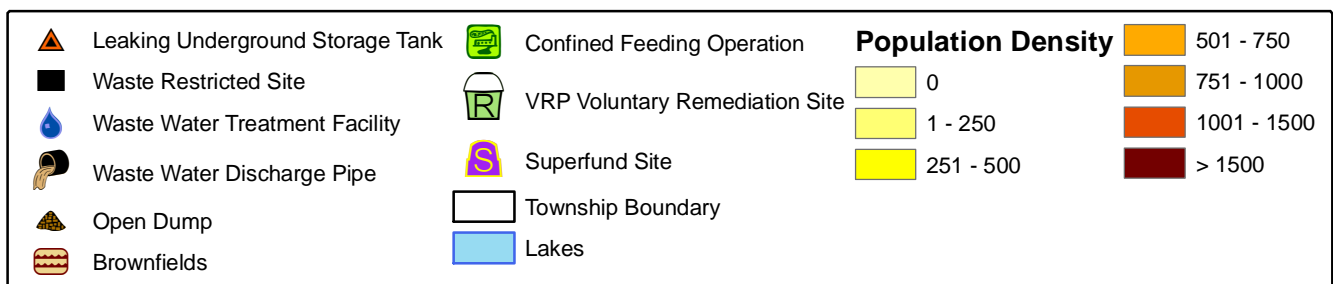 Leaking Underground Storage Tank
Waste Restricted Site
Waste Water Treatment Facility
Waste Water Discharge Pipe
Open Dump
Brownfields
Confined Feeding Operation
R VRP Voluntary Remediation Site
S Superfund Site
Township Boundary
Lakes
Population Density
0
1 - 250
251 - 500
501 - 750
751 - 1000
1001 - 1500
> 1500